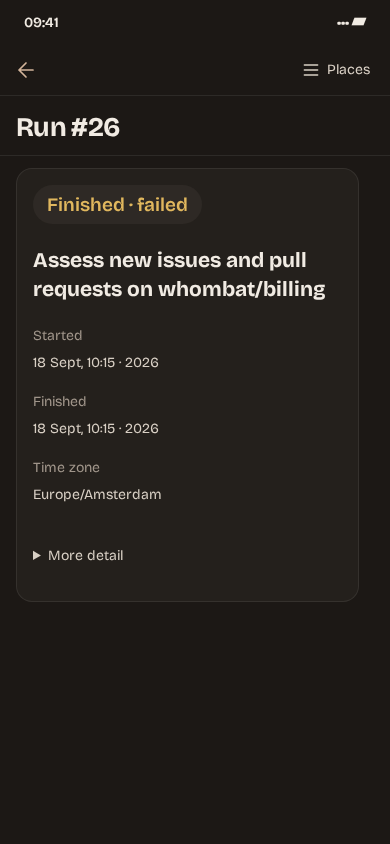 09:41
Places
Run #26
Finished · failed
Assess new issues and pull
requests on whombat/billing
Started
18 Sept, 10:15 · 2026
Finished
18 Sept, 10:15 · 2026
Time zone
Europe/Amsterdam
More detail